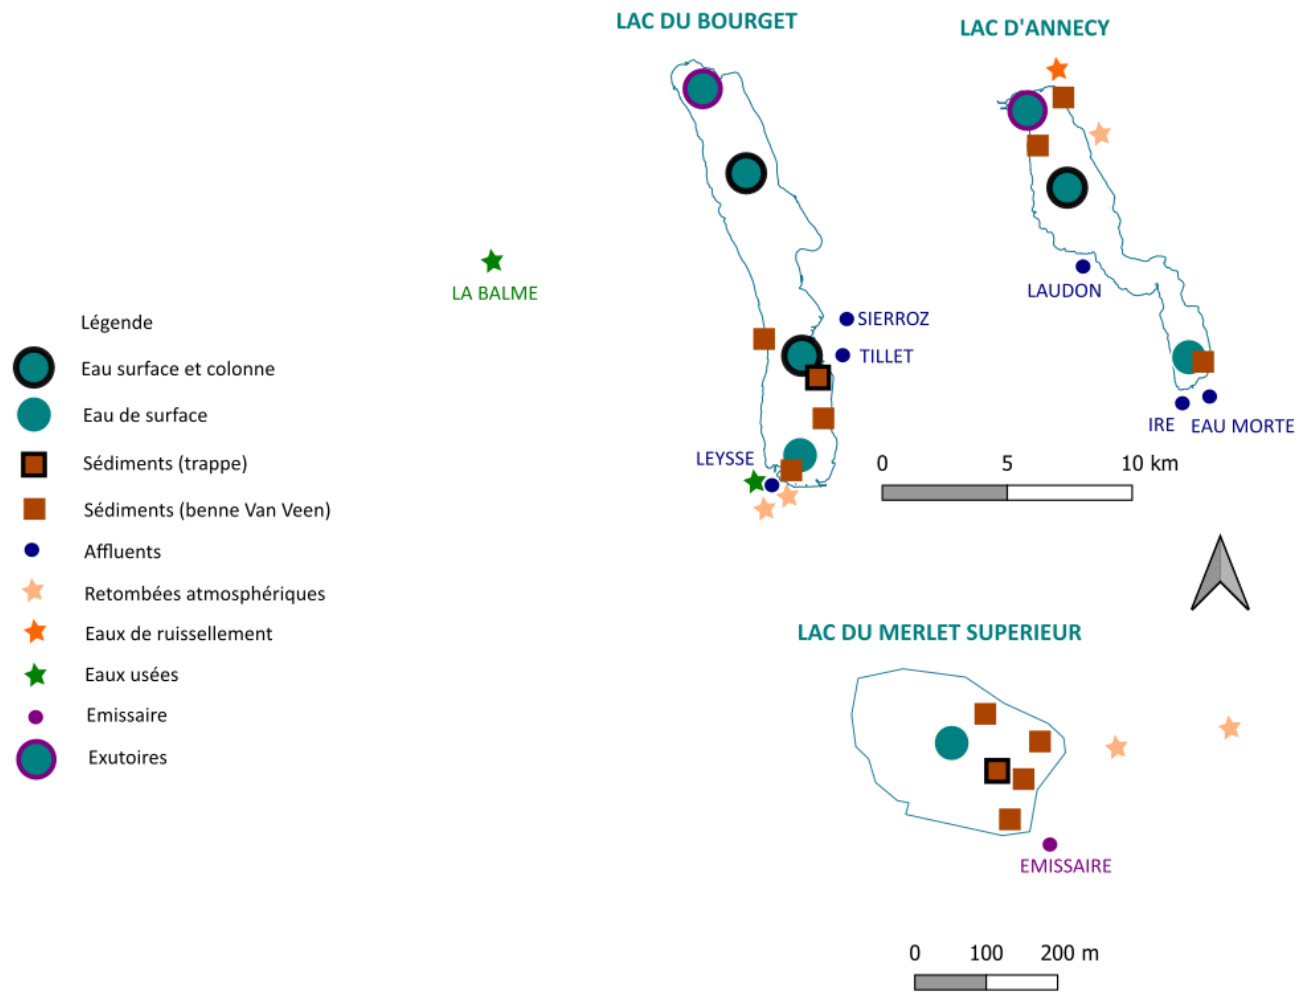 LAC DU BOURGET
LAC D'ANNECY
LA BALME
LAUDON
SIERROZ
TILLET
IRE EAU MORTE
LEYSSE
0 5 10 km
Légende
Eau surface et colonne
Eau de surface
Sédiments (trappe)
Sédiments (benne Van Veen)
Affluents
Retombées atmosphériques
Eaux de ruissellement
Eaux usées
Emissaire
Exutoires
LAC DU MERLET SUPERIEUR
EMISSAIRE
0 100 200 m